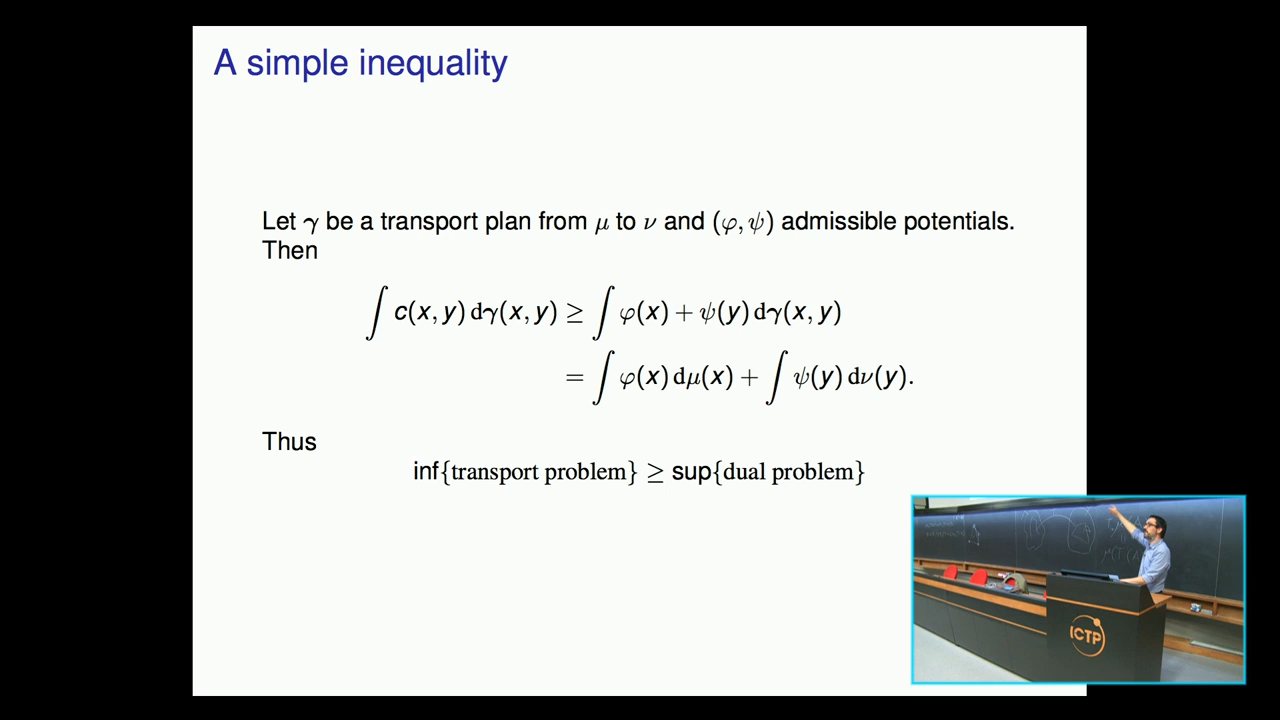 A simple inequality
Let γ be a transport plan from μ to ν and (φ, ψ) admissible potentials.
Then
∫ c(x, y) dγ(x, y) ≥ ∫ φ(x) + ψ(y) dγ(x, y)
= ∫ φ(x) dμ(x) + ∫ ψ(y) dν(y).
Thus
inf{transport problem} ≥ sup{dual problem}
ICTP